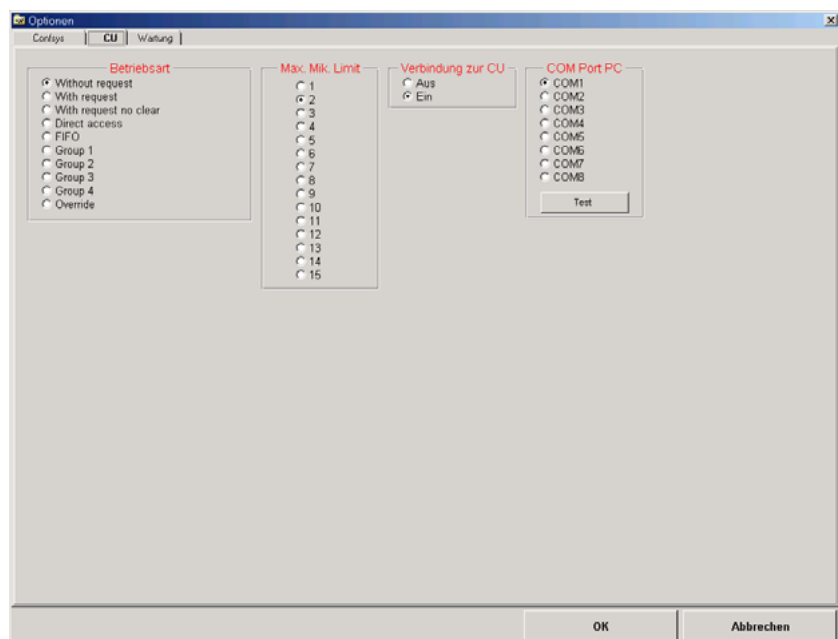 Optionen
Confsys
CU
Wartung
Betriebsart
Without request
With request
With request no clear
Direct access
FIFO
Group 1
Group 2
Group 3
Group 4
Override
Max. Mik. Limit
1
2
3
4
5
6
7
8
9
10
11
12
13
14
15
Verbindung zur CU
Aus
Ein
COM Port PC
COM1
COM2
COM3
COM4
COM5
COM6
COM7
COM8
Test
OK
Abbrechen